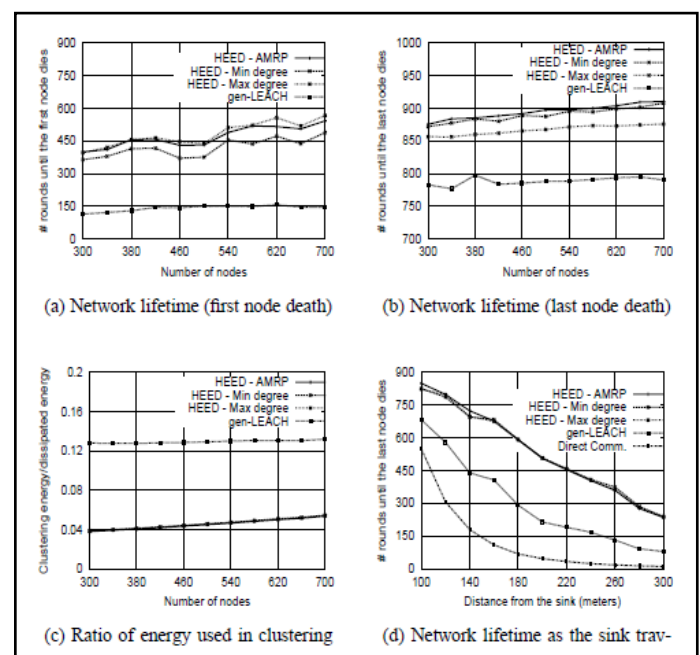 900
750
600
450
300
150
0
# rounds until the first node dies
HEED - AMRP
HEED - Min degree
HEED - Max degree
gen-LEACH
300 380 460 540 620 700
Number of nodes
(a) Network lifetime (first node death)
1000
950
900
850
800
750
700
# rounds until the last node dies
HEED - AMRP
HEED - Min degree
HEED - Max degree
gen-LEACH
300 380 460 540 620 700
Number of nodes
(b) Network lifetime (last node death)
0.2
0.16
0.12
0.08
0.04
0
Clustering energy/dissipated energy
HEED - AMRP
HEED - Min degree
HEED - Max degree
gen-LEACH
300 380 460 540 620 700
Number of nodes
(c) Ratio of energy used in clustering
900
750
600
450
300
150
0
# rounds until the last node dies
HEED - AMRP
HEED - Min degree
HEED - Max degree
gen-LEACH
Direct Comm.
100 140 180 220 260 300
Distance from the sink (meters)
(d) Network lifetime as the sink trav-